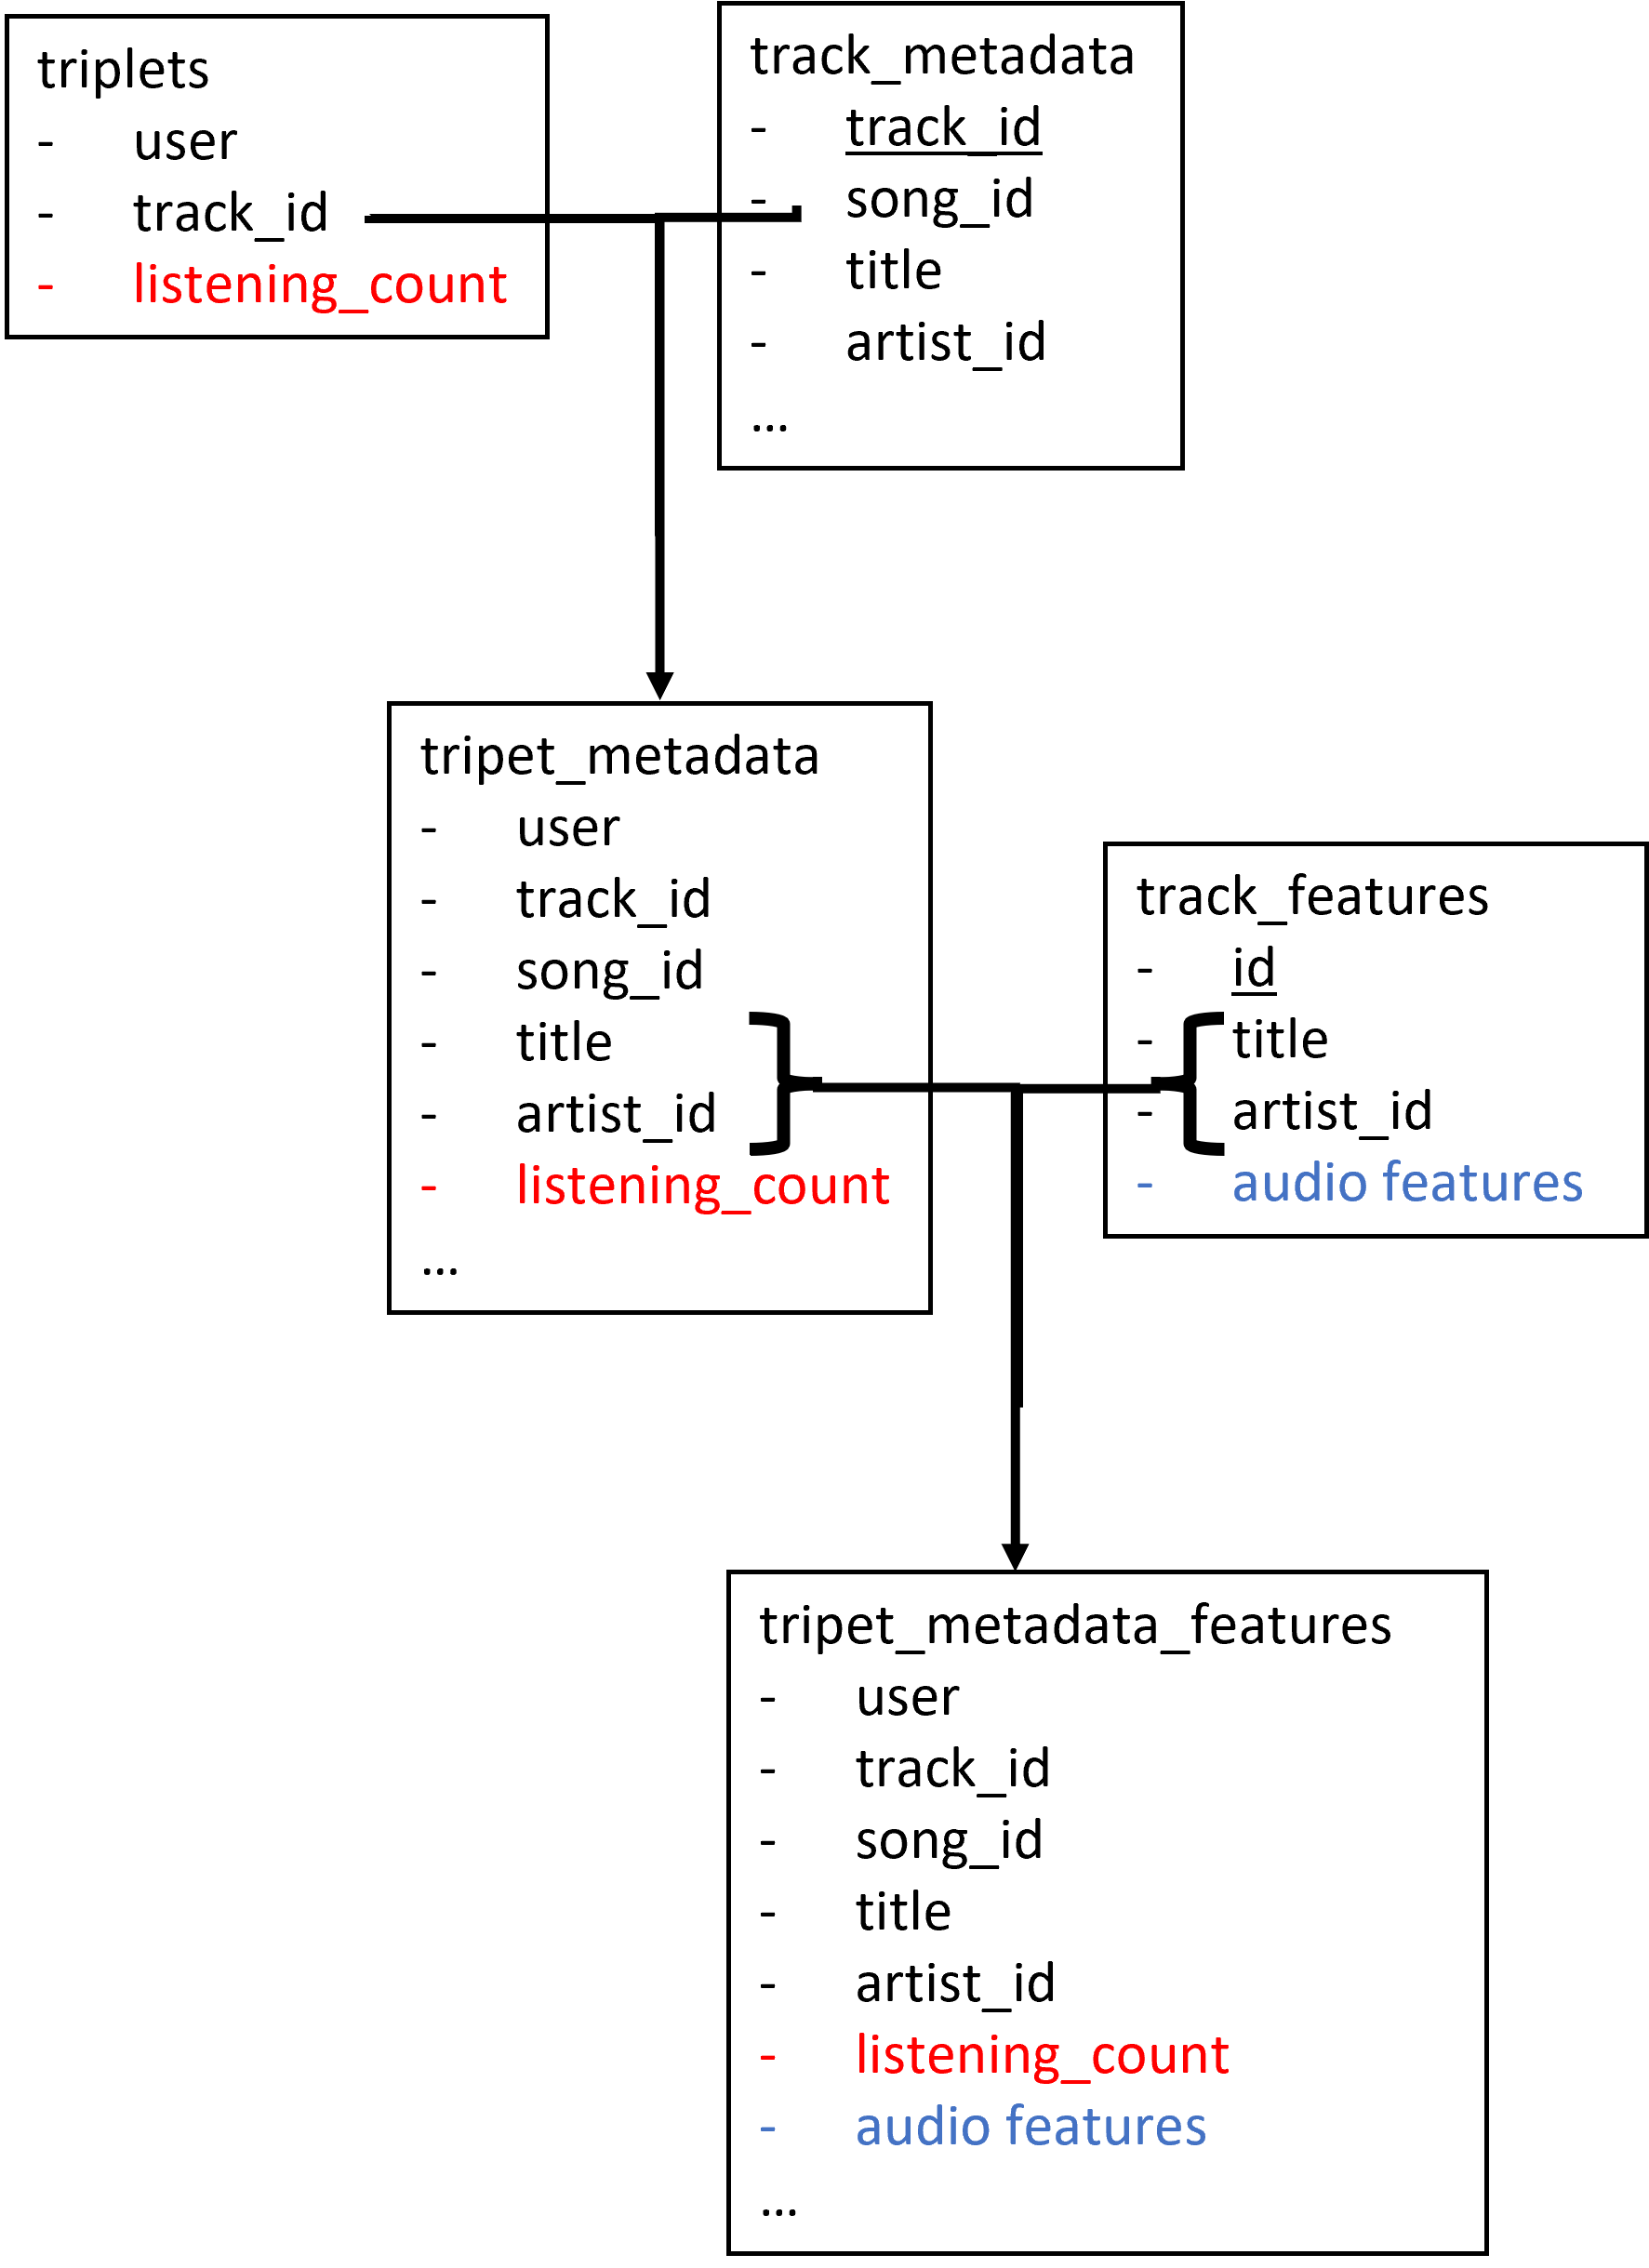 triplets
- user
- track_id
- listening_count
track_metadata
- track_id
- song_id
- title
- artist_id
...
tripet_metadata
- user
- track_id
- song_id
- title
- artist_id
- listening_count
...
track_features
- id
- title
- artist_id
- audio features
tripet_metadata_features
- user
- track_id
- song_id
- title
- artist_id
- listening_count
- audio features
...